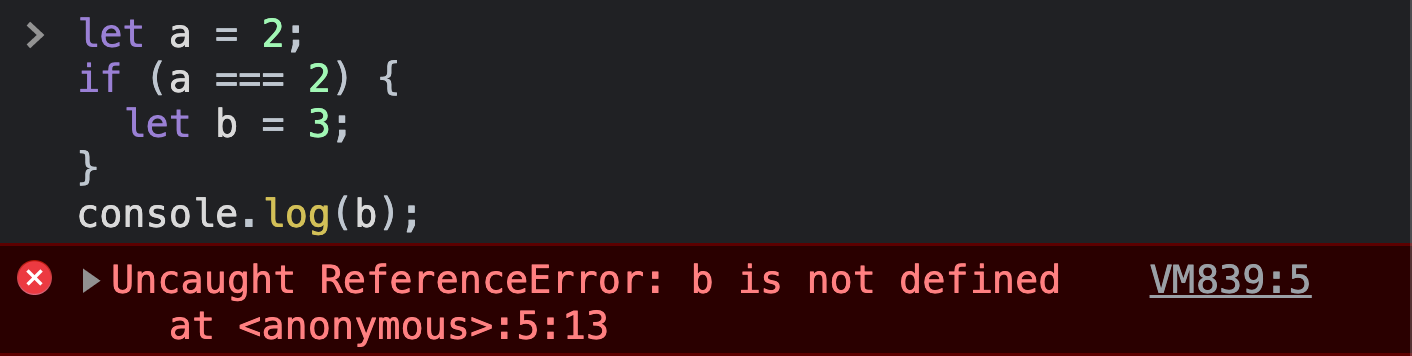 let a = 2;
if (a === 2) {
  let b = 3;
}
console.log(b);
Uncaught ReferenceError: b is not defined VM839:5
at <anonymous>:5:13